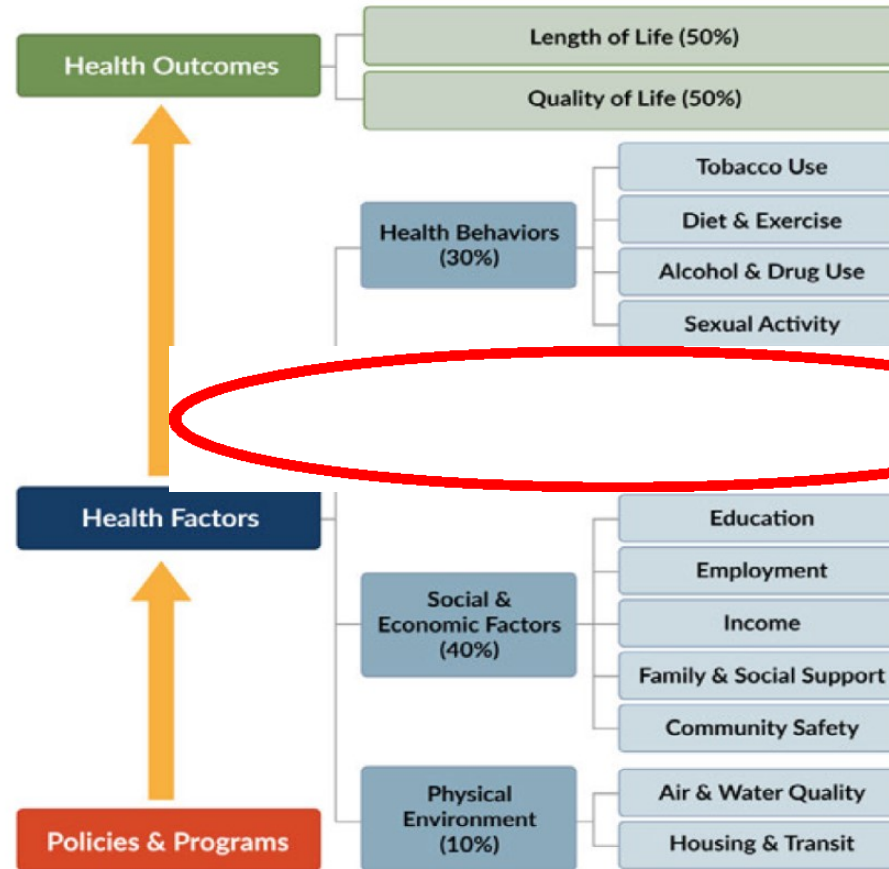 Health Outcomes
Length of Life (50%)
Quality of Life (50%)
Health Behaviors
(30%)
Tobacco Use
Diet & Exercise
Alcohol & Drug Use
Sexual Activity
Health Factors
Social &
Economic Factors
(40%)
Education
Employment
Income
Family & Social Support
Community Safety
Physical
Environment
(10%)
Air & Water Quality
Housing & Transit
Policies & Programs